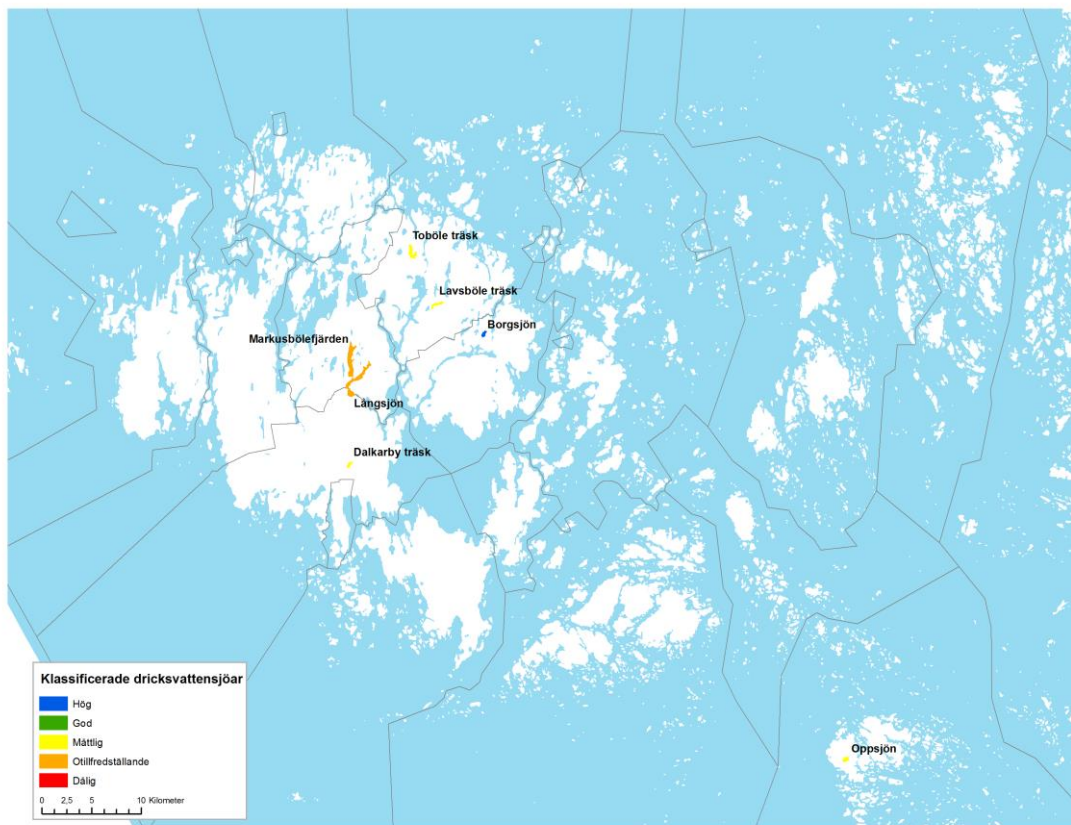 Toböle träsk
Lavsböle träsk
Borgsjön
Markusbölefjärden
Långsjön
Dalkarby träsk
Oppsjön
Klassificerade dricksvattensjöar
Hög
God
Måttlig
Otillfredställande
Dålig
0 2,5 5 10 Kilometer